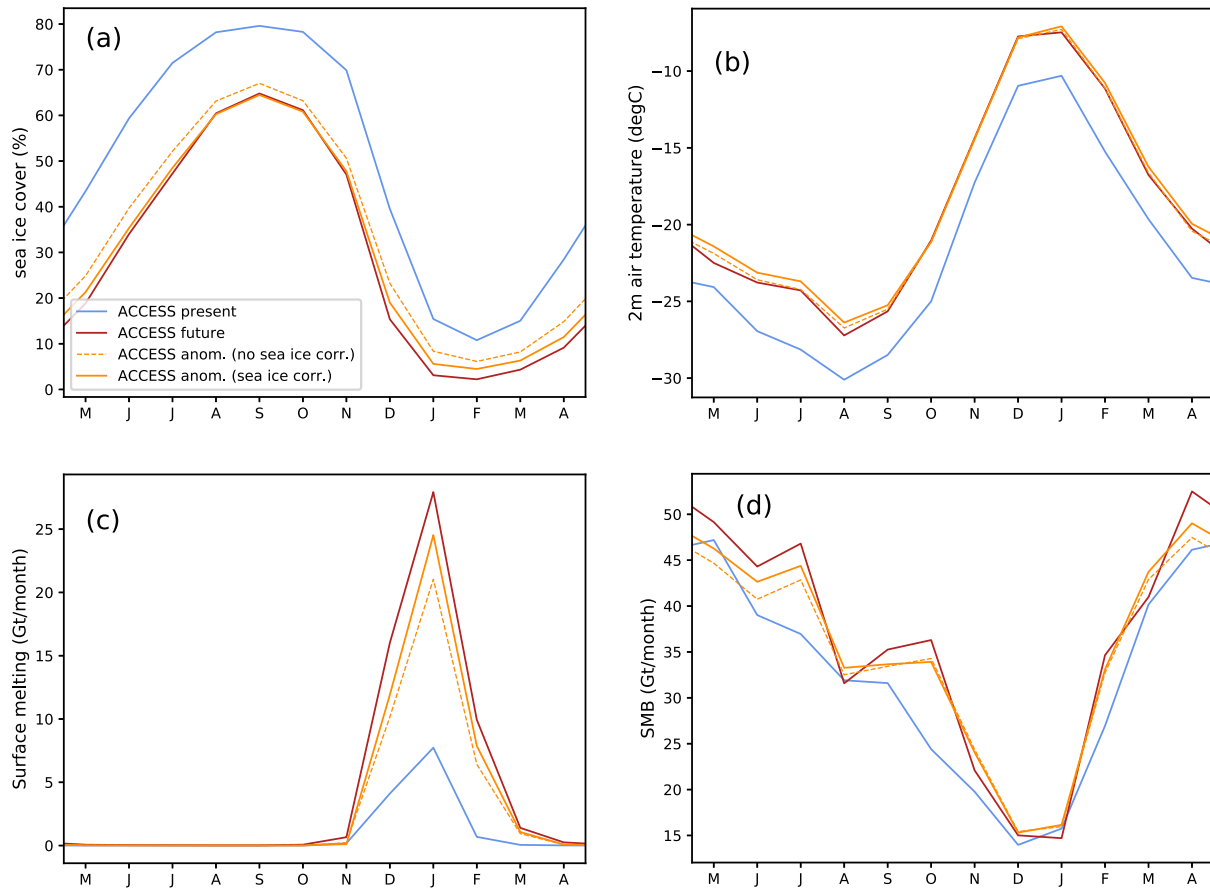 (a)
sea ice cover (%)
80
70
60
50
40
30
20
10
0
ACCESS present
ACCESS future
ACCESS anom. (no sea ice corr.)
ACCESS anom. (sea ice corr.)
M J J A S O N D J F M A
(b)
2m air temperature (degC)
−10
−15
−20
−25
−30
M J J A S O N D J F M A
(c)
Surface melting (Gt/month)
25
20
15
10
5
0
M J J A S O N D J F M A
(d)
SMB (Gt/month)
50
45
40
35
30
25
20
15
M J J A S O N D J F M A